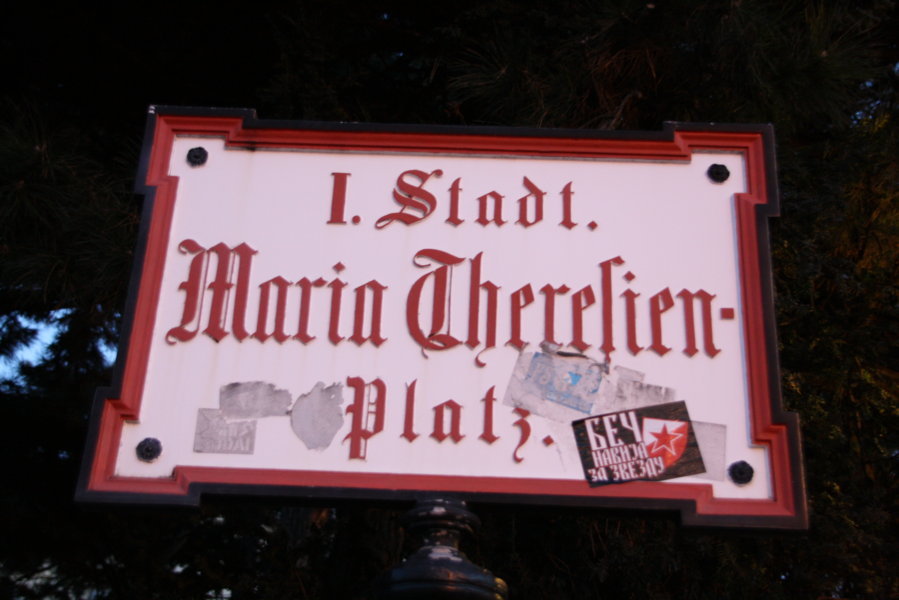 I. Stadt.
Maria Thereſien-
Platz.
БЕЧ
НАВИЈА
ЗА ЗВЕЗДУ